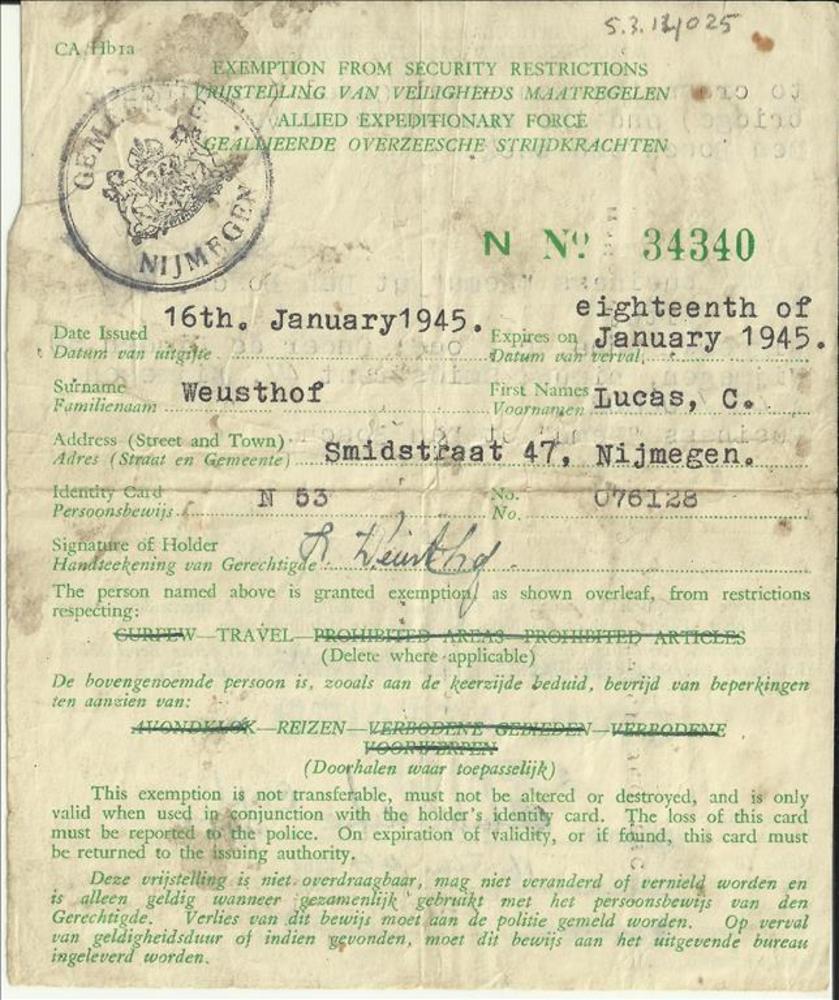 5.3.14025
CA/Hb1a
EXEMPTION FROM SECURITY RESTRICTIONS
VRIJSTELLING VAN VEILIGHEIDS MAATREGELEN
ALLIED EXPEDITIONARY FORCE
GEALLIEERDE OVERZEESCHE STRIJDKRACHTEN
GEMEENTE
NIJMEGEN
N Nº 34340
Date Issued 16th. January1945. Expires on eighteenth of
Datum van uitgifte Datum van verval January 1945.
Surname Weusthof First Names Lucas, C.
Familienaam Voornamen
Address (Street and Town) Smidstraat 47, Nijmegen.
Adres (Straat en Gemeente)
Identity Card N 53 No. 076128
Persoonsbewijs No.
Signature of Holder
Handteekening van Gerechtigde Weusthof
The person named above is granted exemption, as shown overleaf, from restrictions
respecting:
CURFEW—TRAVEL—PROHIBITED AREAS—PROHIBITED ARTICLES
(Delete where applicable)
De bovengenoemde persoon is, zooals aan de keerzijde beduid, bevrijd van beperkingen
ten aanzien van:
AVONDKLOK—REIZEN—VERBODENE GEBIEDEN—VERBODENE
VOORWERPEN
(Doorhalen waar toepasselijk)
This exemption is not transferable, must not be altered or destroyed, and is only
valid when used in conjunction with the holder's identity card. The loss of this card
must be reported to the police. On expiration of validity, or if found, this card must
be returned to the issuing authority.
Deze vrijstelling is niet overdraagbaar, mag niet veranderd of vernield worden en
is alleen geldig wanneer gezamenlijk gebruikt met het persoonsbewijs van den
Gerechtigde. Verlies van dit bewijs moet aan de politie gemeld worden. Op verval
van geldigheidsduur of indien gevonden, moet dit bewijs aan het uitgevende bureau
ingeleverd worden.